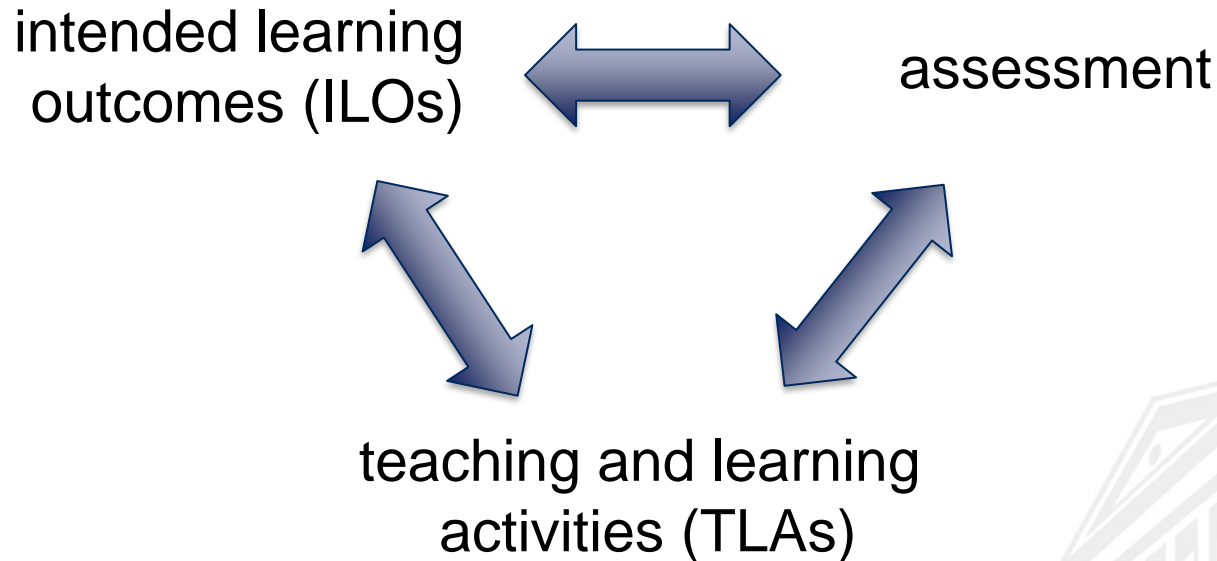 intended learning
outcomes (ILOs)
assessment
teaching and learning
activities (TLAs)